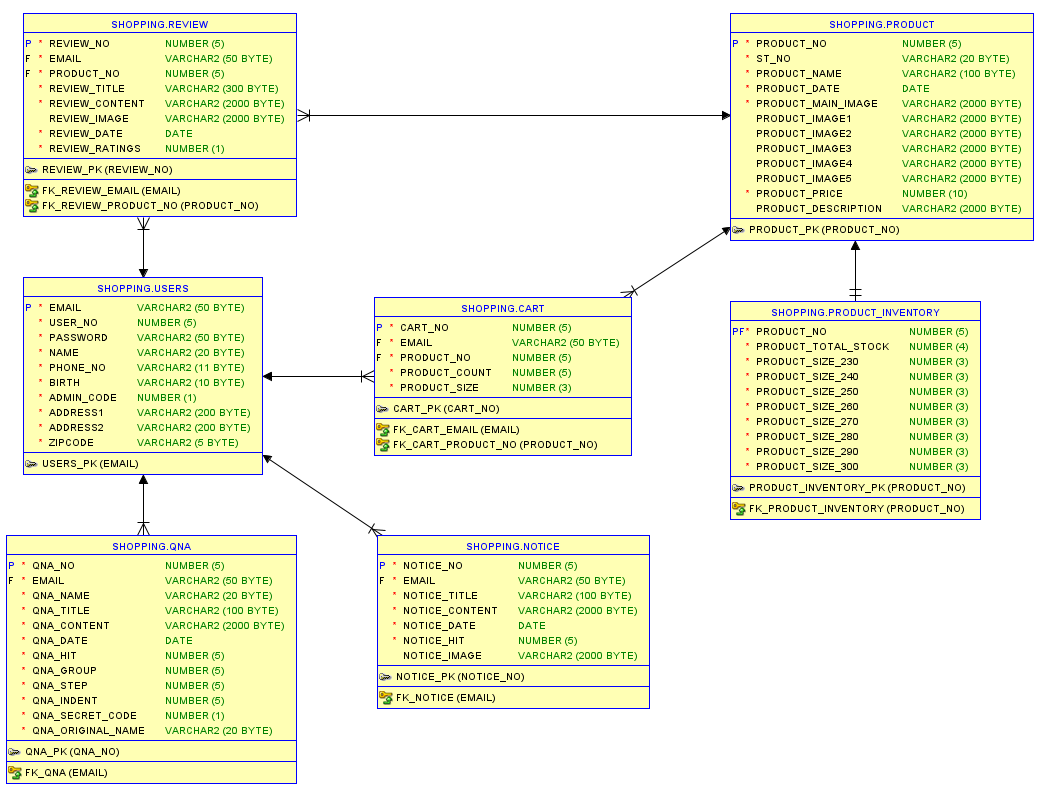 SHOPPING.REVIEW
P * REVIEW_NO NUMBER (5)
F * EMAIL VARCHAR2 (50 BYTE)
F * PRODUCT_NO NUMBER (5)
* REVIEW_TITLE VARCHAR2 (300 BYTE)
* REVIEW_CONTENT VARCHAR2 (2000 BYTE)
REVIEW_IMAGE VARCHAR2 (2000 BYTE)
* REVIEW_DATE DATE
* REVIEW_RATINGS NUMBER (1)
REVIEW_PK (REVIEW_NO)
FK_REVIEW_EMAIL (EMAIL)
FK_REVIEW_PRODUCT_NO (PRODUCT_NO)
SHOPPING.PRODUCT
P * PRODUCT_NO NUMBER (5)
* ST_NO VARCHAR2 (20 BYTE)
* PRODUCT_NAME VARCHAR2 (100 BYTE)
* PRODUCT_DATE DATE
* PRODUCT_MAIN_IMAGE VARCHAR2 (2000 BYTE)
PRODUCT_IMAGE1 VARCHAR2 (2000 BYTE)
PRODUCT_IMAGE2 VARCHAR2 (2000 BYTE)
PRODUCT_IMAGE3 VARCHAR2 (2000 BYTE)
PRODUCT_IMAGE4 VARCHAR2 (2000 BYTE)
PRODUCT_IMAGE5 VARCHAR2 (2000 BYTE)
* PRODUCT_PRICE NUMBER (10)
PRODUCT_DESCRIPTION VARCHAR2 (2000 BYTE)
PRODUCT_PK (PRODUCT_NO)
SHOPPING.USERS
P * EMAIL VARCHAR2 (50 BYTE)
* USER_NO NUMBER (5)
* PASSWORD VARCHAR2 (50 BYTE)
* NAME VARCHAR2 (20 BYTE)
* PHONE_NO VARCHAR2 (11 BYTE)
* BIRTH VARCHAR2 (10 BYTE)
* ADMIN_CODE NUMBER (1)
* ADDRESS1 VARCHAR2 (200 BYTE)
* ADDRESS2 VARCHAR2 (200 BYTE)
* ZIPCODE VARCHAR2 (5 BYTE)
USERS_PK (EMAIL)
SHOPPING.CART
P * CART_NO NUMBER (5)
F * EMAIL VARCHAR2 (50 BYTE)
F * PRODUCT_NO NUMBER (5)
* PRODUCT_COUNT NUMBER (5)
* PRODUCT_SIZE NUMBER (3)
CART_PK (CART_NO)
FK_CART_EMAIL (EMAIL)
FK_CART_PRODUCT_NO (PRODUCT_NO)
SHOPPING.PRODUCT_INVENTORY
PF* PRODUCT_NO NUMBER (5)
* PRODUCT_TOTAL_STOCK NUMBER (4)
* PRODUCT_SIZE_230 NUMBER (3)
* PRODUCT_SIZE_240 NUMBER (3)
* PRODUCT_SIZE_250 NUMBER (3)
* PRODUCT_SIZE_260 NUMBER (3)
* PRODUCT_SIZE_270 NUMBER (3)
* PRODUCT_SIZE_280 NUMBER (3)
* PRODUCT_SIZE_290 NUMBER (3)
* PRODUCT_SIZE_300 NUMBER (3)
PRODUCT_INVENTORY_PK (PRODUCT_NO)
FK_PRODUCT_INVENTORY (PRODUCT_NO)
SHOPPING.QNA
P * QNA_NO NUMBER (5)
F * EMAIL VARCHAR2 (50 BYTE)
* QNA_NAME VARCHAR2 (20 BYTE)
* QNA_TITLE VARCHAR2 (100 BYTE)
* QNA_CONTENT VARCHAR2 (2000 BYTE)
* QNA_DATE DATE
* QNA_HIT NUMBER (5)
* QNA_GROUP NUMBER (5)
* QNA_STEP NUMBER (5)
* QNA_INDENT NUMBER (5)
* QNA_SECRET_CODE NUMBER (1)
* QNA_ORIGINAL_NAME VARCHAR2 (20 BYTE)
QNA_PK (QNA_NO)
FK_QNA (EMAIL)
SHOPPING.NOTICE
P * NOTICE_NO NUMBER (5)
F * EMAIL VARCHAR2 (50 BYTE)
* NOTICE_TITLE VARCHAR2 (100 BYTE)
* NOTICE_CONTENT VARCHAR2 (2000 BYTE)
* NOTICE_DATE DATE
* NOTICE_HIT NUMBER (5)
NOTICE_IMAGE VARCHAR2 (2000 BYTE)
NOTICE_PK (NOTICE_NO)
FK_NOTICE (EMAIL)